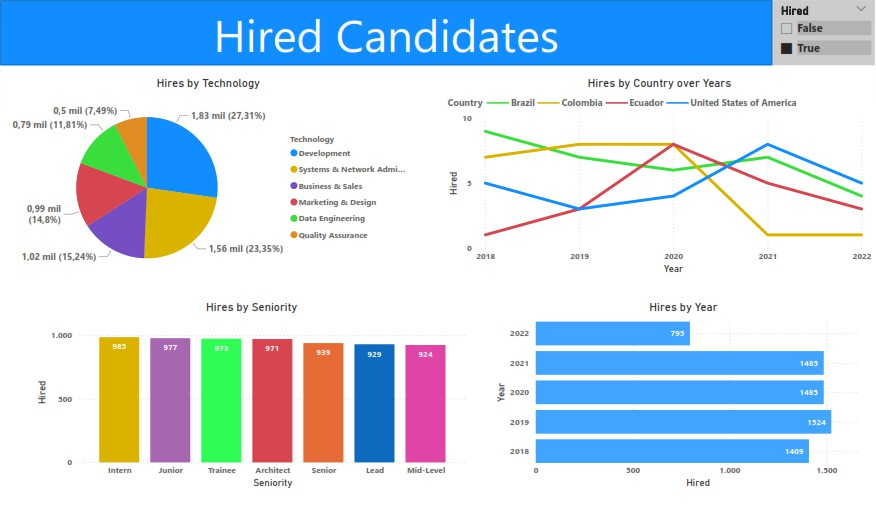 Hired Candidates
Hired
False
True
Hires by Technology
0,5 mil (7,49%)
0,79 mil (11,81%)
0,99 mil
(14,8%)
1,02 mil (15,24%)
1,83 mil (27,31%)
1,56 mil (23,35%)
Technology
Development
Systems & Network Admi...
Business & Sales
Marketing & Design
Data Engineering
Quality Assurance
Hires by Country over Years
Country Brazil Colombia Ecuador United States of America
Hired
10
5
0
2018 2019 2020 2021 2022
Year
Hires by Seniority
Hired
1.000
500
0
985 977 973 971 939 929 924
Intern Junior Trainee Architect Senior Lead Mid-Level
Seniority
Hires by Year
Year
2022 795
2021 1485
2020 1485
2019 1524
2018 1409
0 500 1.000 1.500
Hired